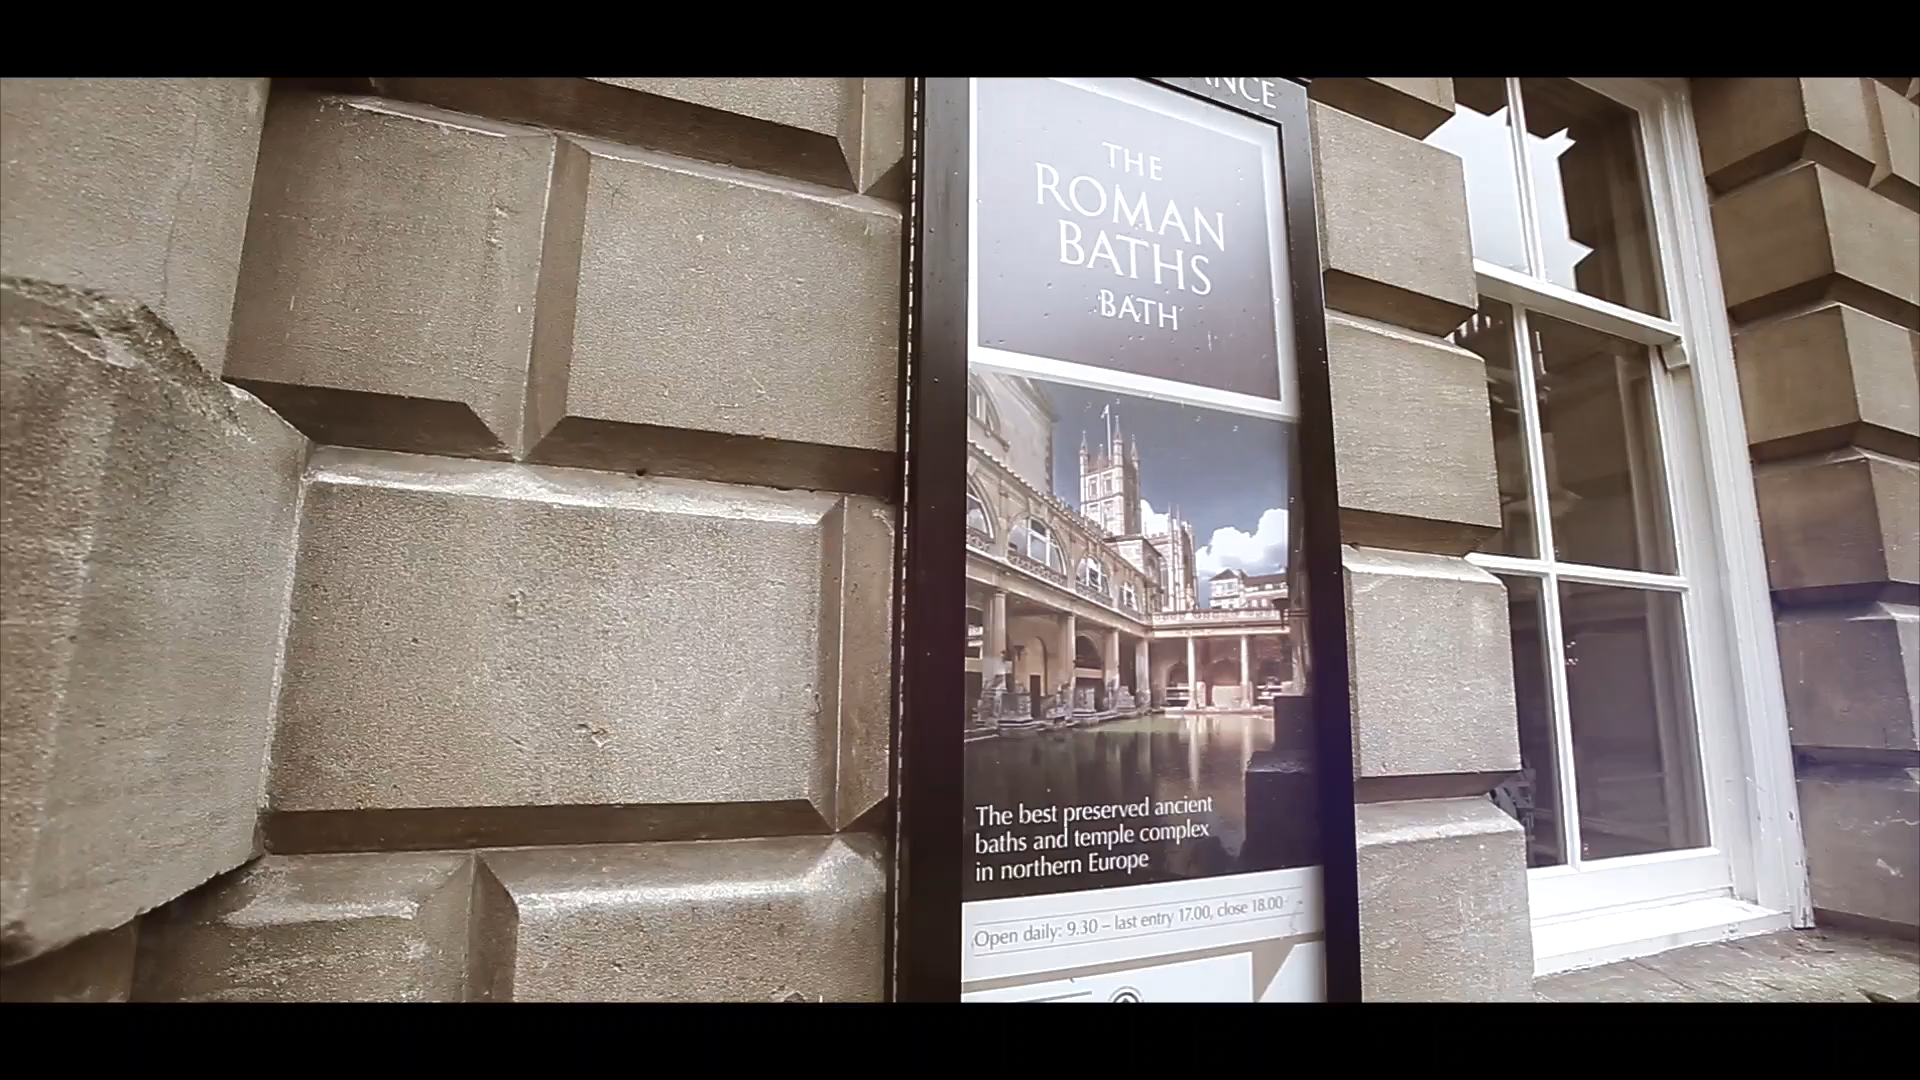 THE
ROMAN
BATHS
BATH
The best preserved ancient
baths and temple complex
in northern Europe
Open daily: 9.30 – last entry 17.00, close 18.00